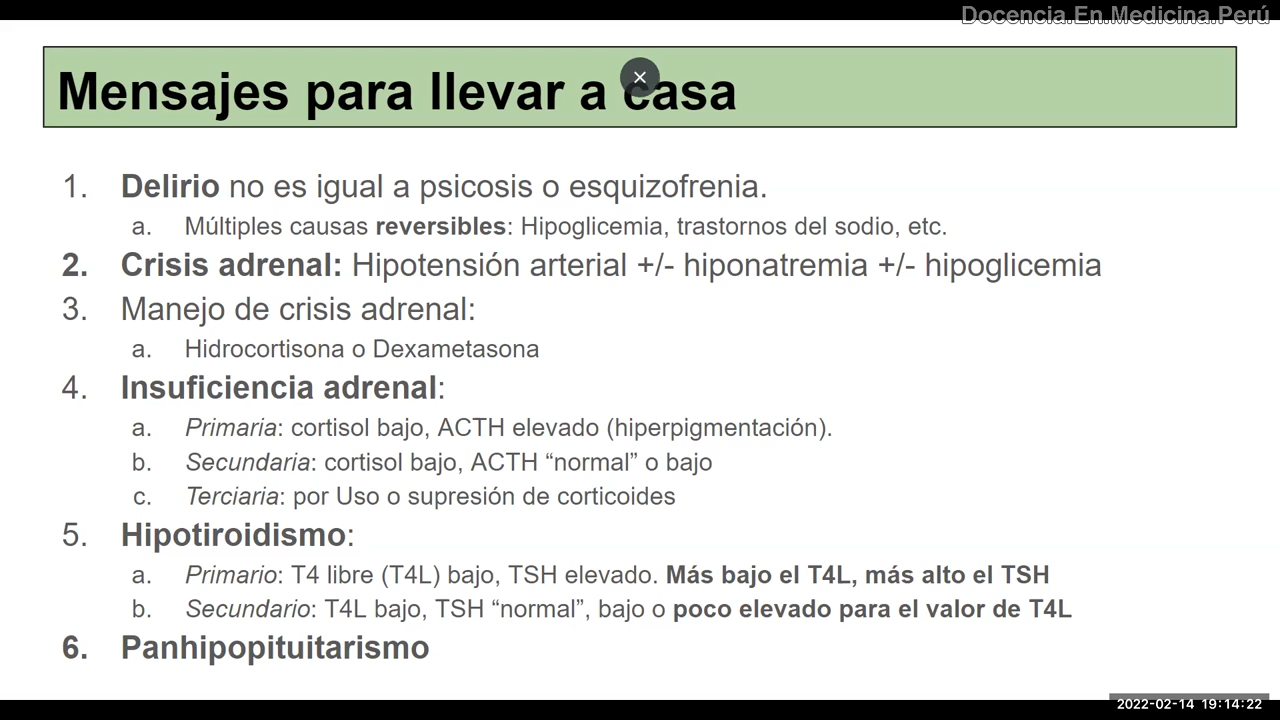 Docencia.En.Medicina.Perú
Mensajes para llevar a casa
1. Delirio no es igual a psicosis o esquizofrenia.
a. Múltiples causas reversibles: Hipoglicemia, trastornos del sodio, etc.
2. Crisis adrenal: Hipotensión arterial +/- hiponatremia +/- hipoglicemia
3. Manejo de crisis adrenal:
a. Hidrocortisona o Dexametasona
4. Insuficiencia adrenal:
a. Primaria: cortisol bajo, ACTH elevado (hiperpigmentación).
b. Secundaria: cortisol bajo, ACTH “normal” o bajo
c. Terciaria: por Uso o supresión de corticoides
5. Hipotiroidismo:
a. Primario: T4 libre (T4L) bajo, TSH elevado. Más bajo el T4L, más alto el TSH
b. Secundario: T4L bajo, TSH “normal”, bajo o poco elevado para el valor de T4L
6. Panhipopituitarismo
2022-02-14 19:14:22